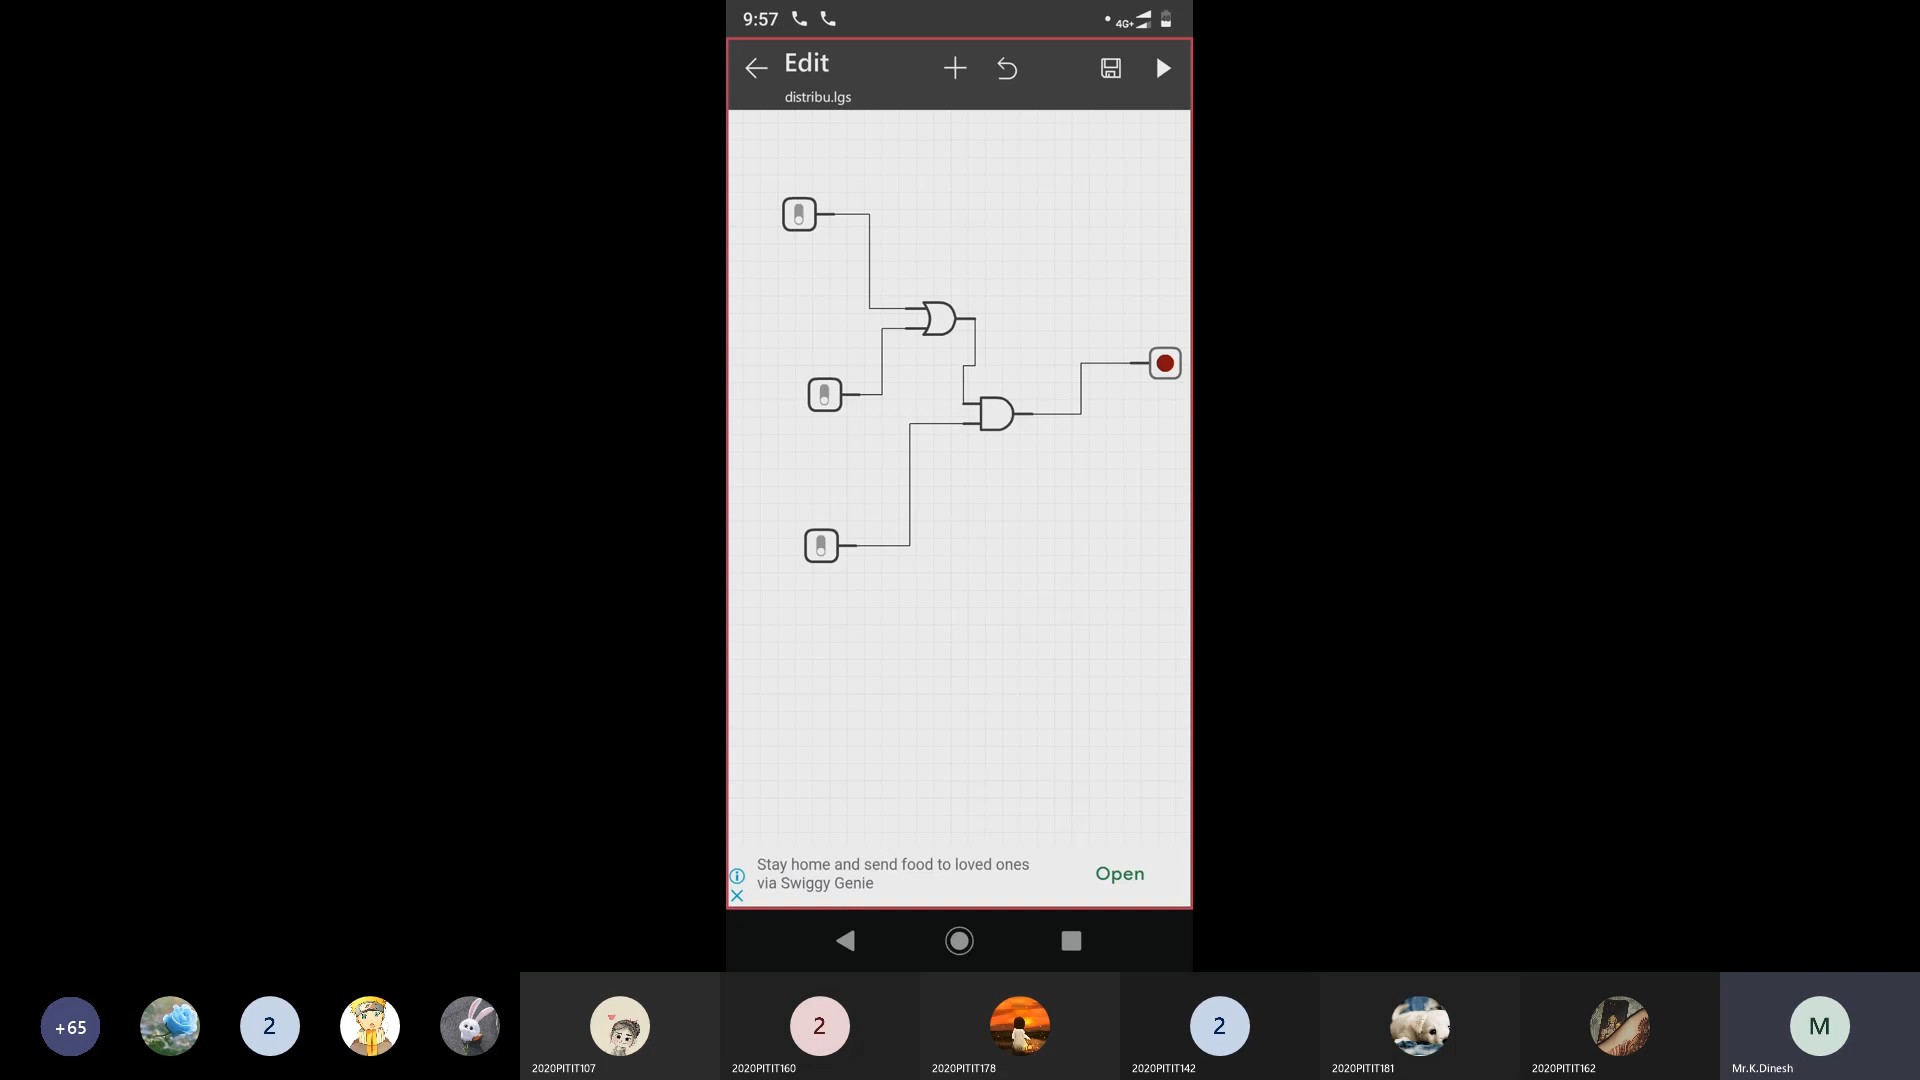 9:57
4G+
Edit
distribu.lgs
Stay home and send food to loved ones
via Swiggy Genie
Open
+65
2
2
2
M
2020PITIT107
2020PITIT160
2020PITIT178
2020PITIT142
2020PITIT181
2020PITIT162
Mr.K.Dinesh